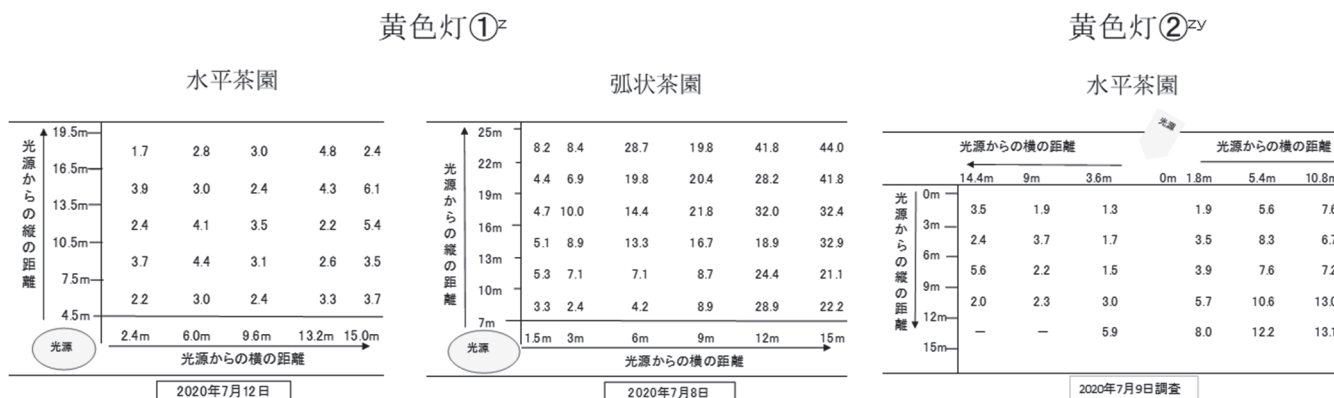 黄色灯①z
水平茶園
光源からの縦の距離
19.5m
1.7 2.8 3.0 4.8 2.4
16.5m
3.9 3.0 2.4 4.3 6.1
13.5m
2.4 4.1 3.5 2.2 5.4
10.5m
3.7 4.4 3.1 2.6 3.5
7.5m
2.2 3.0 2.4 3.3 3.7
4.5m
光源
2.4m 6.0m 9.6m 13.2m 15.0m
光源からの横の距離
2020年7月12日
弧状茶園
光源からの縦の距離
25m
8.2 8.4 28.7 19.8 41.8 44.0
22m
4.4 6.9 19.8 20.4 28.2 41.8
19m
4.7 10.0 14.4 21.8 32.0 32.4
16m
5.1 8.9 13.3 16.7 18.9 32.9
13m
5.3 7.1 7.1 8.7 24.4 21.1
10m
3.3 2.4 4.2 8.9 28.9 22.2
7m
光源
1.5m 3m 6m 9m 12m 15m
光源からの横の距離
2020年7月8日
黄色灯②zy
水平茶園
光源
光源からの横の距離 光源からの横の距離
14.4m 9m 3.6m 0m 1.8m 5.4m 10.8m
光源からの縦の距離
0m
3.5 1.9 1.3 1.9 5.6 7.6
3m
2.4 3.7 1.7 3.5 8.3 6.7
6m
5.6 2.2 1.5 3.9 7.6 7.2
9m
2.0 2.3 3.0 5.7 10.6 13.0
12m
— — 5.9 8.0 12.2 13.1
15m
2020年7月9日調査